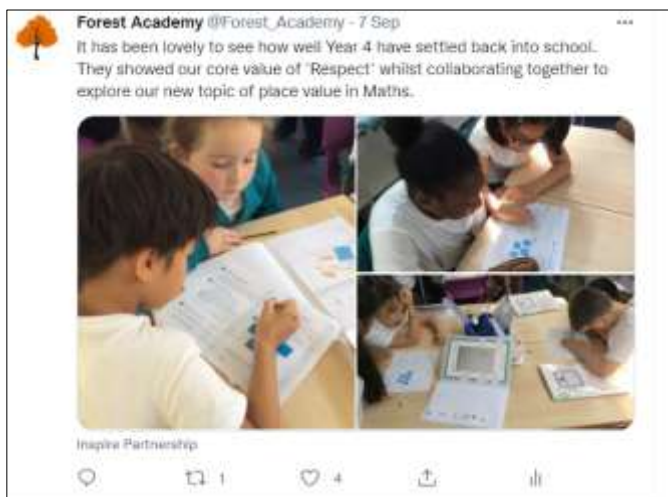 Forest Academy @Forest_Academy - 7 Sep
It has been lovely to see how well Year 4 have settled back into school.
They showed our core value of 'Respect' whilst collaborating together to
explore our new topic of place value in Maths.
Inspire Partnership
1
4